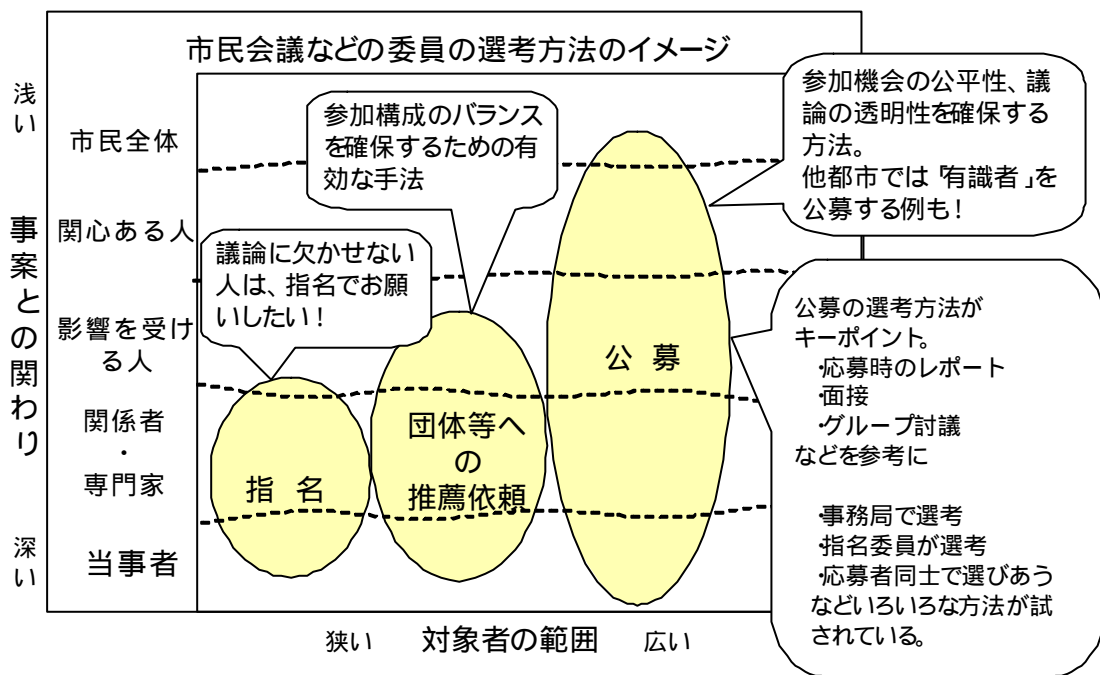 市民会議などの委員の選考方法のイメージ
浅い
事案との関わり
深い
市民全体
関心ある人
影響を受け
る人
関係者
・
専門家
当事者
議論に欠かせない
人は、指名でお願
いしたい！
参加構成のバランス
を確保するための有
効な手法
参加機会の公平性、議
論の透明性を確保する
方法。
他都市では「有識者」を
公募する例も！
指 名
団体等へ
の
推薦依頼
公 募
公募の選考方法が
キーポイント。
・応募時のレポート
・面接
・グループ討議
などを参考に
・事務局で選考
・指名委員が選考
・応募者同士で選びあう
などいろいろな方法が試
されている。
狭い 対象者の範囲 広い